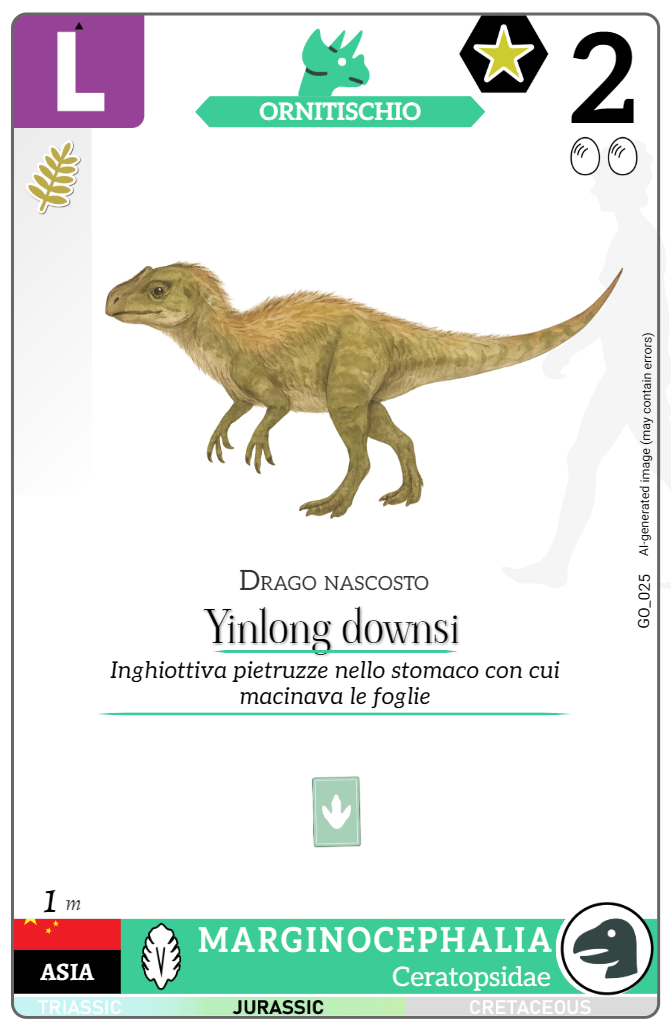 L
ORNITISCHIO
2
AI-generated image (may contain errors)
GO_025
Drago nascosto
Yinlong downsi
Inghiottiva pietruzze nello stomaco con cui
macinava le foglie
1 m
MARGINOCEPHALIA
ASIA
Ceratopsidae
TRIASSIC JURASSIC CRETACEOUS